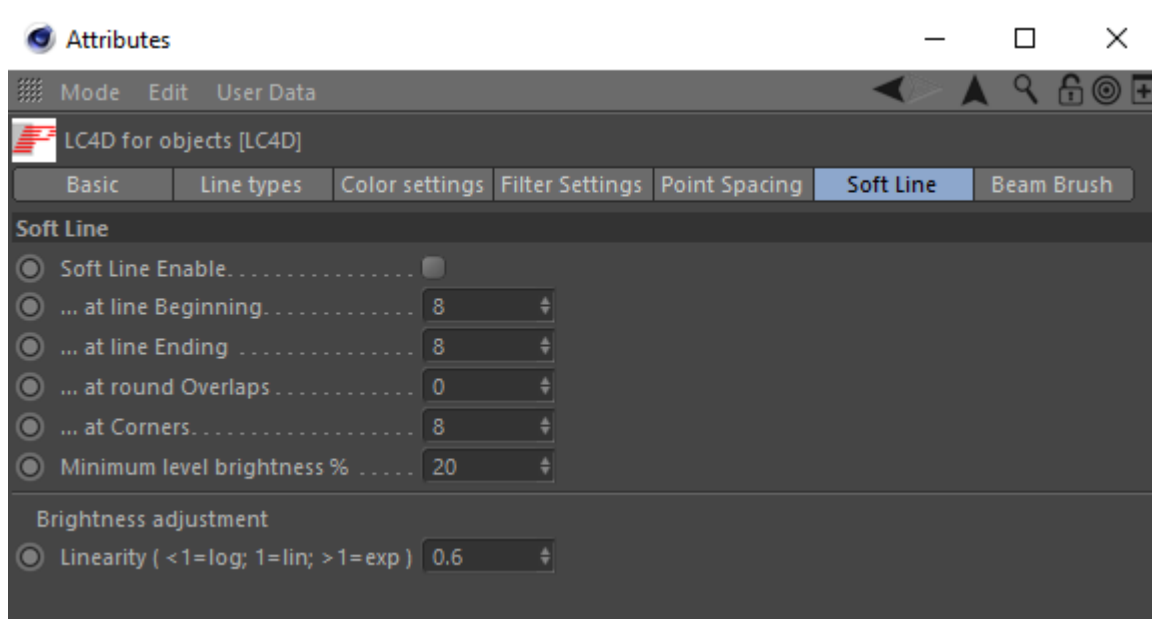 Attributes
Mode Edit User Data
LC4D for objects [LC4D]
Basic Line types Color settings Filter Settings Point Spacing Soft Line Beam Brush
Soft Line
Soft Line Enable. . . . . . . . . . . . . . . .
... at line Beginning. . . . . . . . . . . . . 8
... at line Ending . . . . . . . . . . . . . . . 8
... at round Overlaps . . . . . . . . . . . . 0
... at Corners. . . . . . . . . . . . . . . . . . . 8
Minimum level brightness % . . . . . 20
Brightness adjustment
Linearity ( <1=log; 1=lin; >1=exp ) 0.6